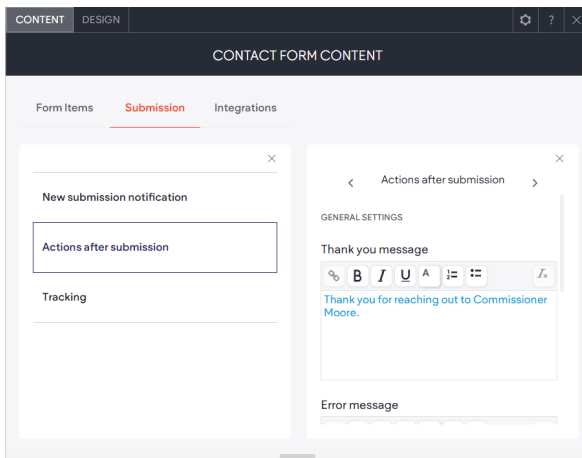 CONTENT DESIGN ?
CONTACT FORM CONTENT
Form Items Submission Integrations
New submission notification
Actions after submission
Tracking
Actions after submission
GENERAL SETTINGS
Thank you message
B I U A
Thank you for reaching out to Commissioner
Moore.
Error message